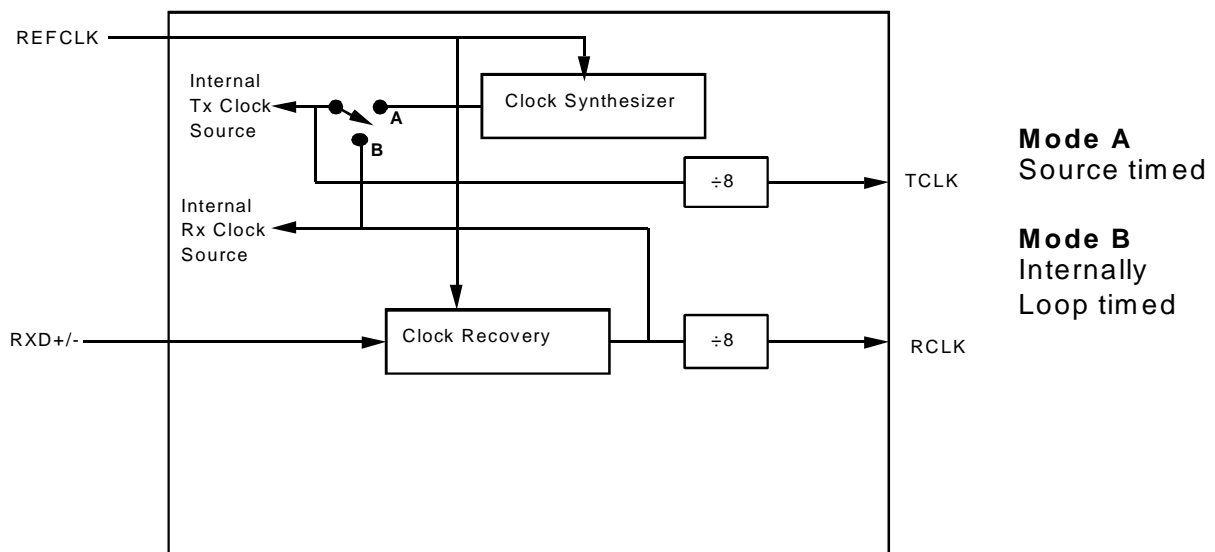 REFCLK
Internal
Tx Clock
Source
A
B
Clock Synthesizer
÷8
TCLK
Internal
Rx Clock
Source
RXD+/-
Clock Recovery
÷8
RCLK
Mode A
Source timed
Mode B
Internally
Loop timed